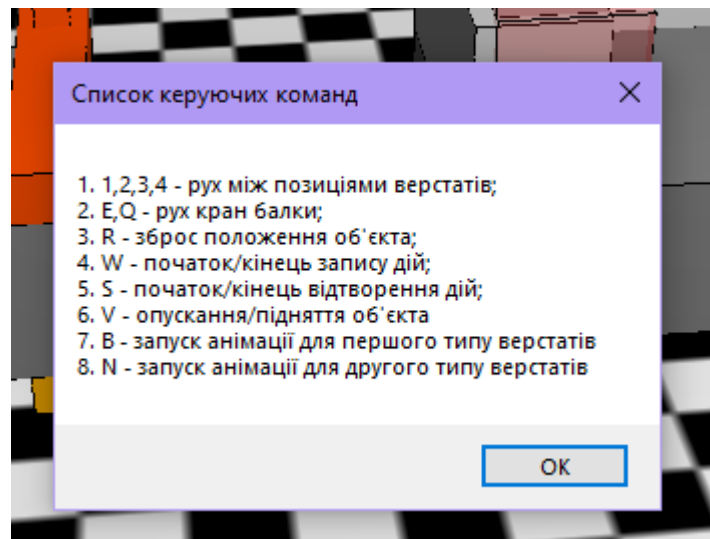 Список керуючих команд
1. 1,2,3,4 - рух між позиціями верстатів;
2. E,Q - рух кран балки;
3. R - зброс положення об'єкта;
4. W - початок/кінець запису дій;
5. S - початок/кінець відтворення дій;
6. V - опускання/підняття об'єкта
7. B - запуск анімації для першого типу верстатів
8. N - запуск анімації для другого типу верстатів
OK